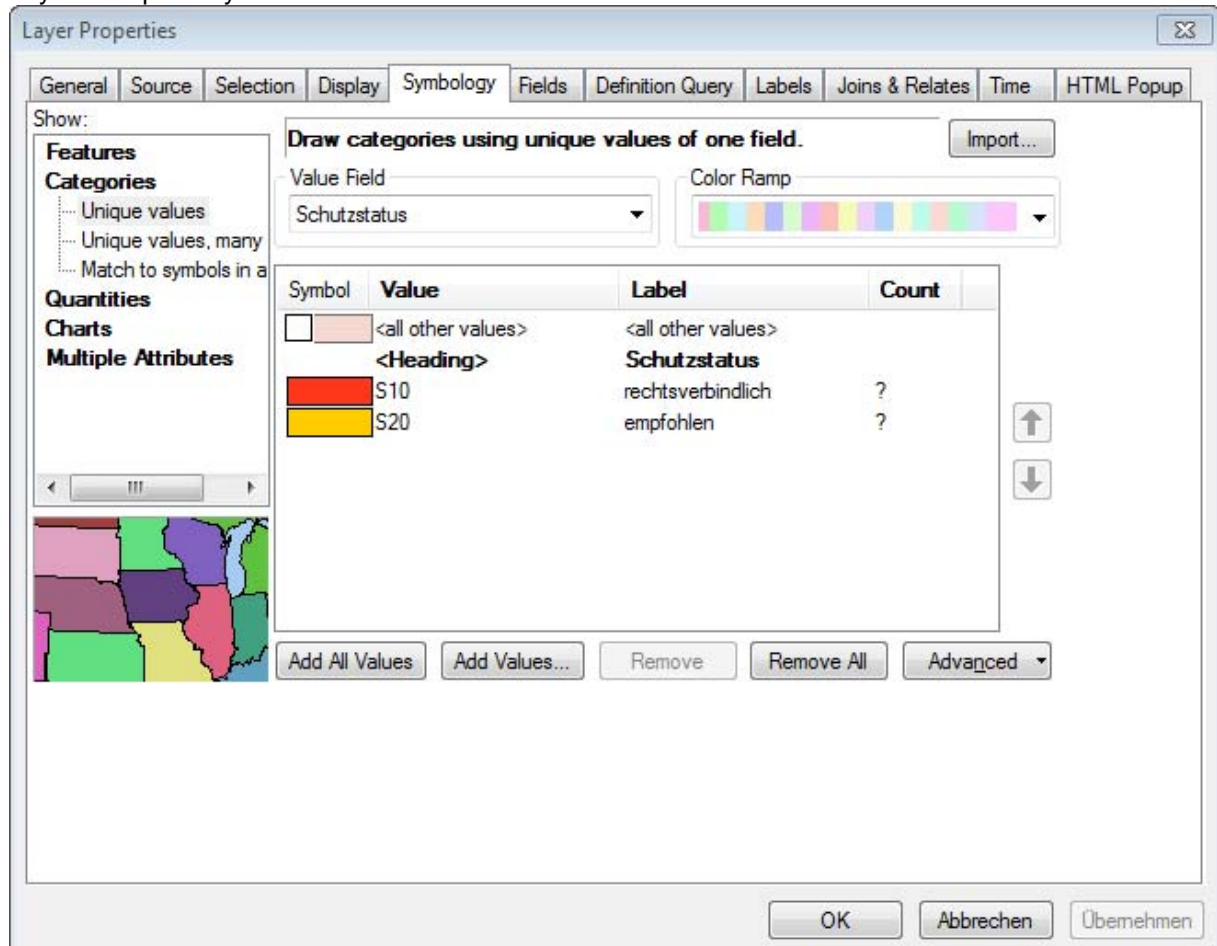 Layer Properties
General Source Selection Display Symbology Fields Definition Query Labels Joins & Relates Time HTML Popup
Show:
Features
Categories
Unique values
Unique values, many
Match to symbols in a
Quantities
Charts
Multiple Attributes
Draw categories using unique values of one field.
Import...
Value Field
Schutzstatus
Color Ramp
Symbol Value Label Count
<all other values> <all other values>
<Heading> Schutzstatus
S10 rechtsverbindlich ?
S20 empfohlen ?
Add All Values Add Values... Remove Remove All Advanced
OK Abbrechen Übernehmen